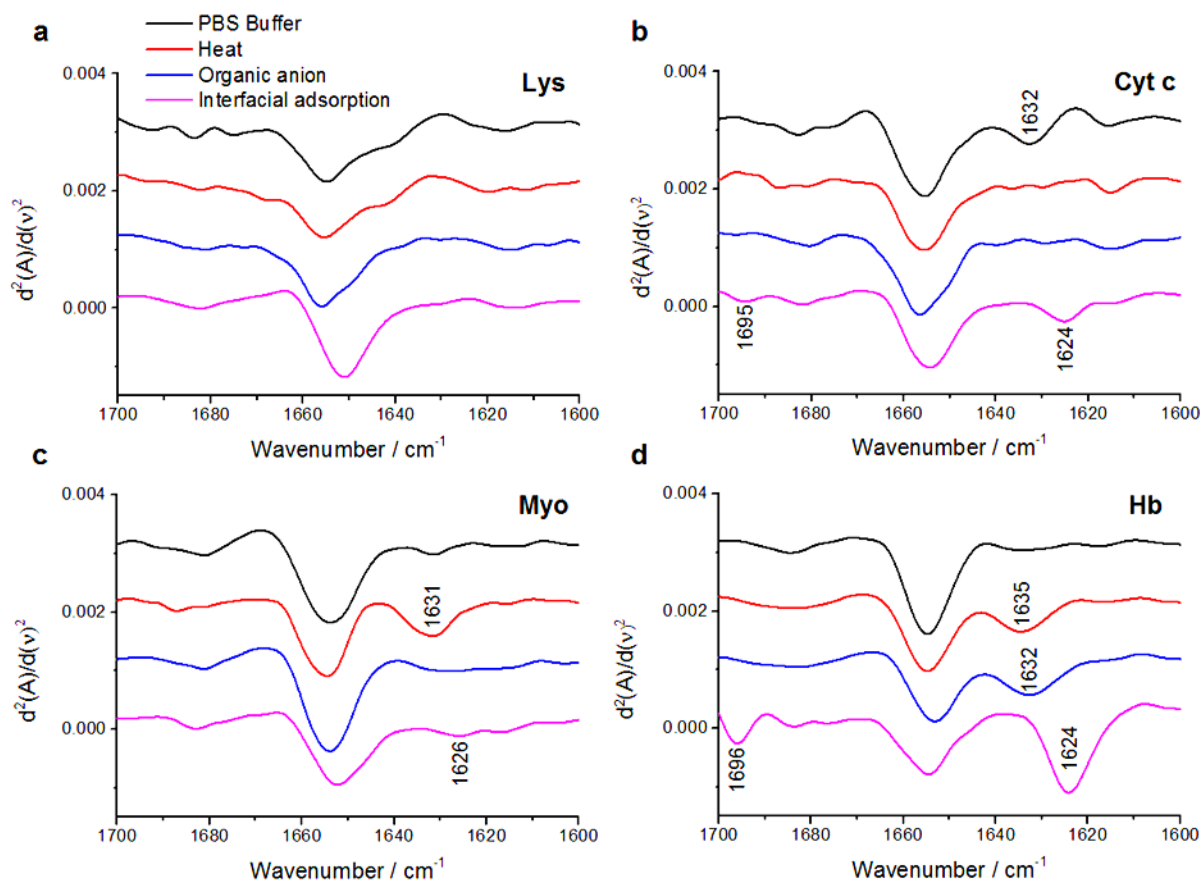 a
PBS Buffer
Heat
Organic anion
Interfacial adsorption
Lys
0.004
0.002
0.000
d²(A)/d(ν)²
1700 1680 1660 1640 1620 1600
Wavenumber / cm⁻¹
b
Cyt c
1632
1695
1624
0.004
0.002
0.000
d²(A)/d(ν)²
1700 1680 1660 1640 1620 1600
Wavenumber / cm⁻¹
c
Myo
1631
1626
0.004
0.002
0.000
d²(A)/d(ν)²
1700 1680 1660 1640 1620 1600
Wavenumber / cm⁻¹
d
Hb
1635
1632
1696
1624
0.004
0.002
0.000
d²(A)/d(ν)²
1700 1680 1660 1640 1620 1600
Wavenumber / cm⁻¹